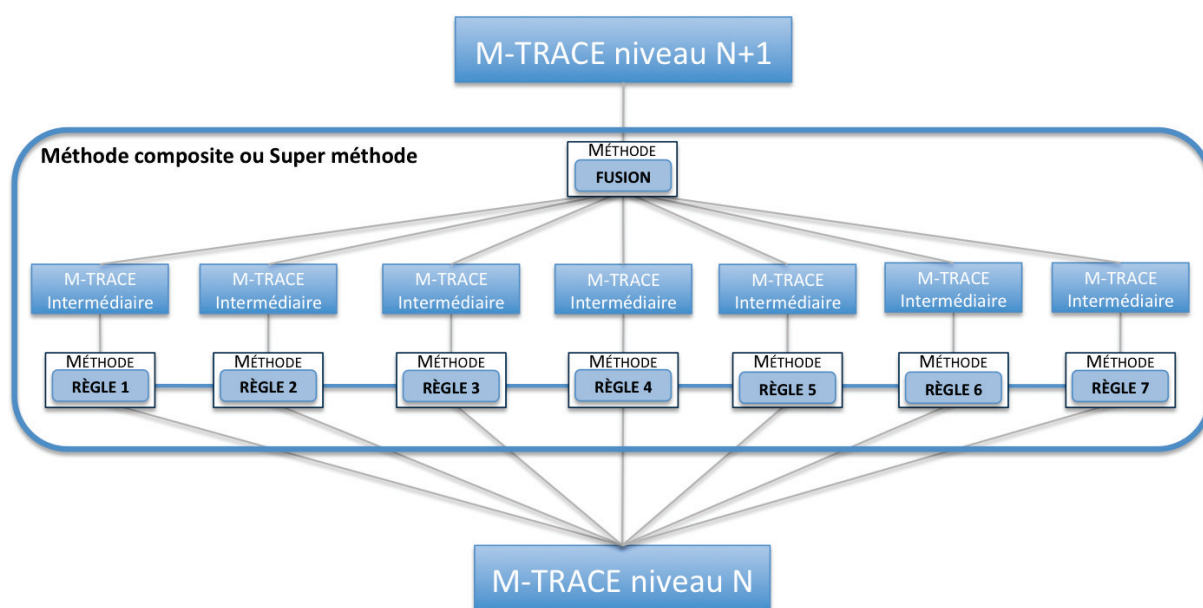 M-TRACE niveau N+1
Méthode composite ou Super méthode
MÉTHODE
FUSION
M-TRACE
Intermédiaire
M-TRACE
Intermédiaire
M-TRACE
Intermédiaire
M-TRACE
Intermédiaire
M-TRACE
Intermédiaire
M-TRACE
Intermédiaire
M-TRACE
Intermédiaire
MÉTHODE
RÈGLE 1
MÉTHODE
RÈGLE 2
MÉTHODE
RÈGLE 3
MÉTHODE
RÈGLE 4
MÉTHODE
RÈGLE 5
MÉTHODE
RÈGLE 6
MÉTHODE
RÈGLE 7
M-TRACE niveau N